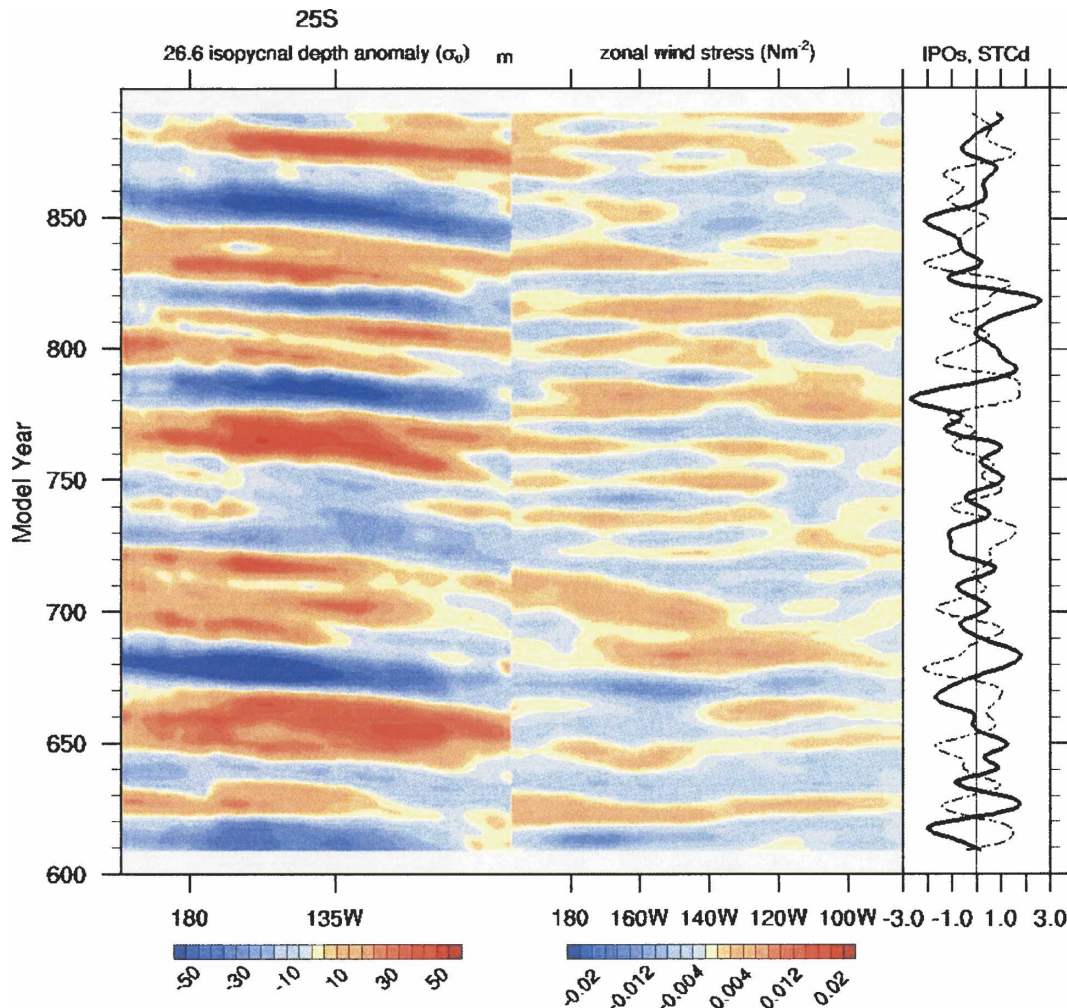 25S
26.6 isopycnal depth anomaly (σ₀) m zonal wind stress (Nm⁻²) IPOs, STCd
Model Year
850
800
750
700
650
600
180 135W 180 160W 140W 120W 100W -3.0 -1.0 1.0 3.0
-50 -30 -10 10 30 50 -0.02 -0.012 -0.004 0.004 0.012 0.02